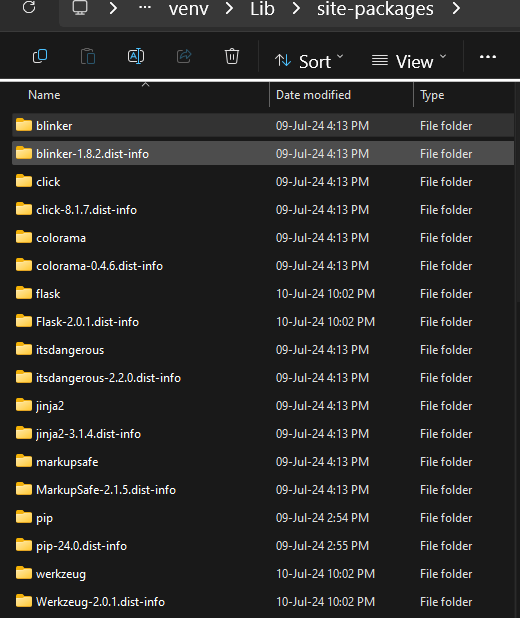 ··· venv > Lib > site-packages >
Sort View ···
Name Date modified Type
blinker 09-Jul-24 4:13 PM File folder
blinker-1.8.2.dist-info 09-Jul-24 4:13 PM File folder
click 09-Jul-24 4:13 PM File folder
click-8.1.7.dist-info 09-Jul-24 4:13 PM File folder
colorama 09-Jul-24 4:13 PM File folder
colorama-0.4.6.dist-info 09-Jul-24 4:13 PM File folder
flask 10-Jul-24 10:02 PM File folder
Flask-2.0.1.dist-info 10-Jul-24 10:02 PM File folder
itsdangerous 09-Jul-24 4:13 PM File folder
itsdangerous-2.2.0.dist-info 09-Jul-24 4:13 PM File folder
jinja2 09-Jul-24 4:13 PM File folder
jinja2-3.1.4.dist-info 09-Jul-24 4:13 PM File folder
markupsafe 09-Jul-24 4:13 PM File folder
MarkupSafe-2.1.5.dist-info 09-Jul-24 4:13 PM File folder
pip 09-Jul-24 2:54 PM File folder
pip-24.0.dist-info 09-Jul-24 2:55 PM File folder
werkzeug 10-Jul-24 10:02 PM File folder
Werkzeug-2.0.1.dist-info 10-Jul-24 10:02 PM File folder